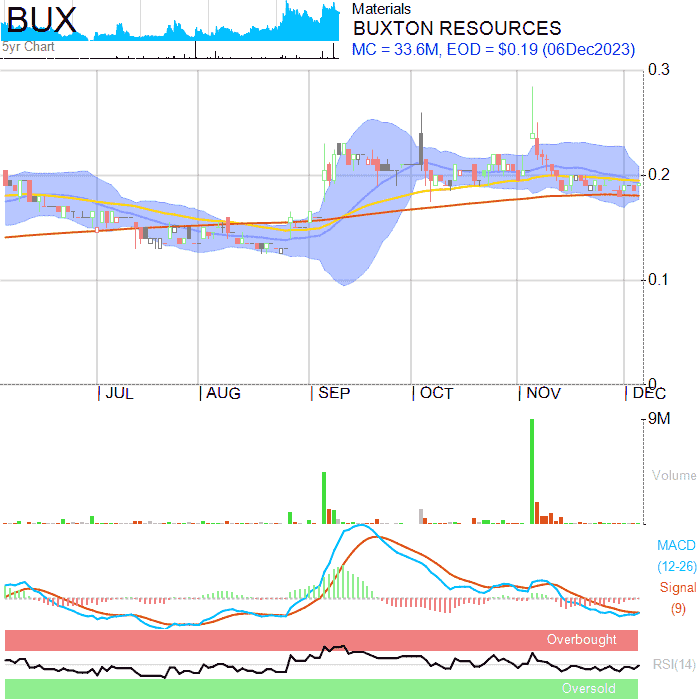 BUX
5yr Chart
Materials
BUXTON RESOURCES
MC = 33.6M, EOD = $0.19 (06Dec2023)
0.3
0.2
0.1
0
JUL AUG SEP OCT NOV DEC
9M
Volume
MACD
(12-26)
Signal
(9)
Overbought
RSI(14)
Oversold